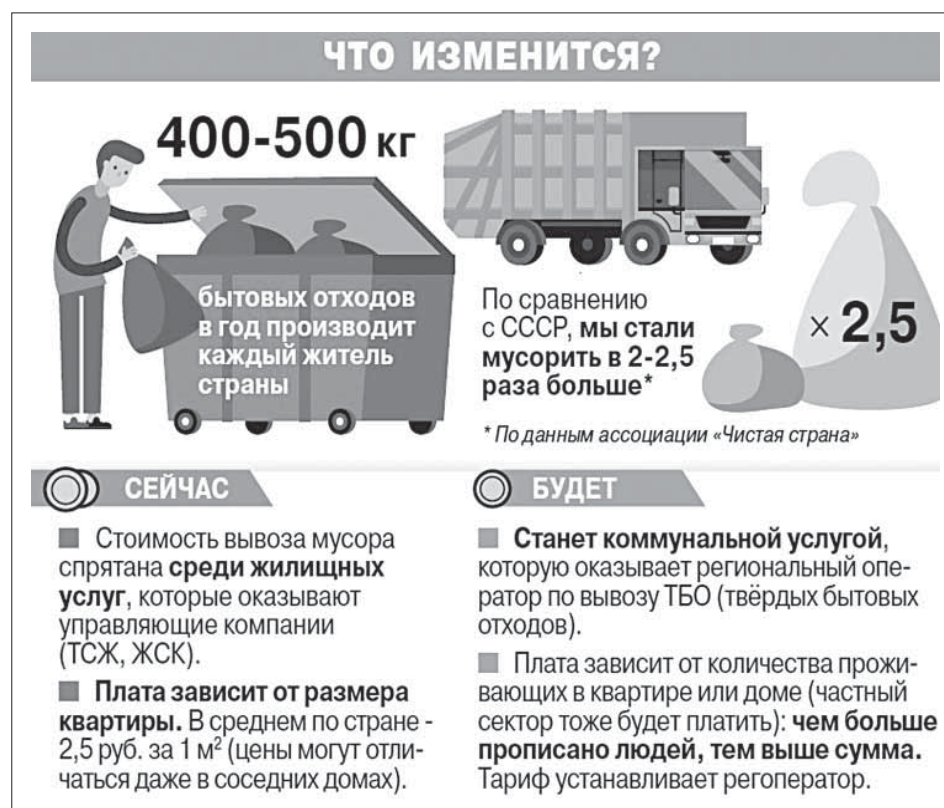 ЧТО ИЗМЕНИТСЯ?
400-500 кг
бытовых отходов
в год производит
каждый житель
страны
По сравнению
с СССР, мы стали
мусорить в 2-2,5
раза больше*
× 2,5
* По данным ассоциации «Чистая страна»
СЕЙЧАС
■ Стоимость вывоза мусора
спрятана среди жилищных
услуг, которые оказывают
управляющие компании
(ТСЖ, ЖСК).
■ Плата зависит от размера
квартиры. В среднем по стране -
2,5 руб. за 1 м² (цены могут отли-
чаться даже в соседних домах).
БУДЕТ
■ Станет коммунальной услугой,
которую оказывает региональный опе-
ратор по вывозу ТБО (твёрдых бытовых
отходов).
■ Плата зависит от количества прожи-
вающих в квартире или доме (частный
сектор тоже будет платить): чем больше
прописано людей, тем выше сумма.
Тариф устанавливает регоператор.